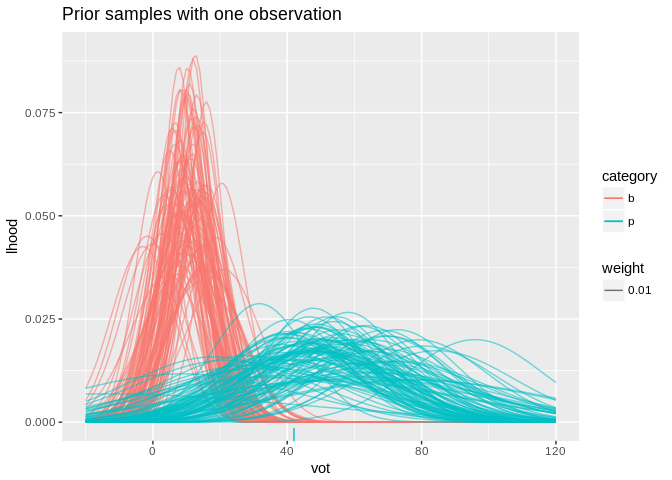 Prior samples with one observation
0.075
0.050
0.025
0.000
lhood
0
40
80
120
vot
category
b
p
weight
0.01